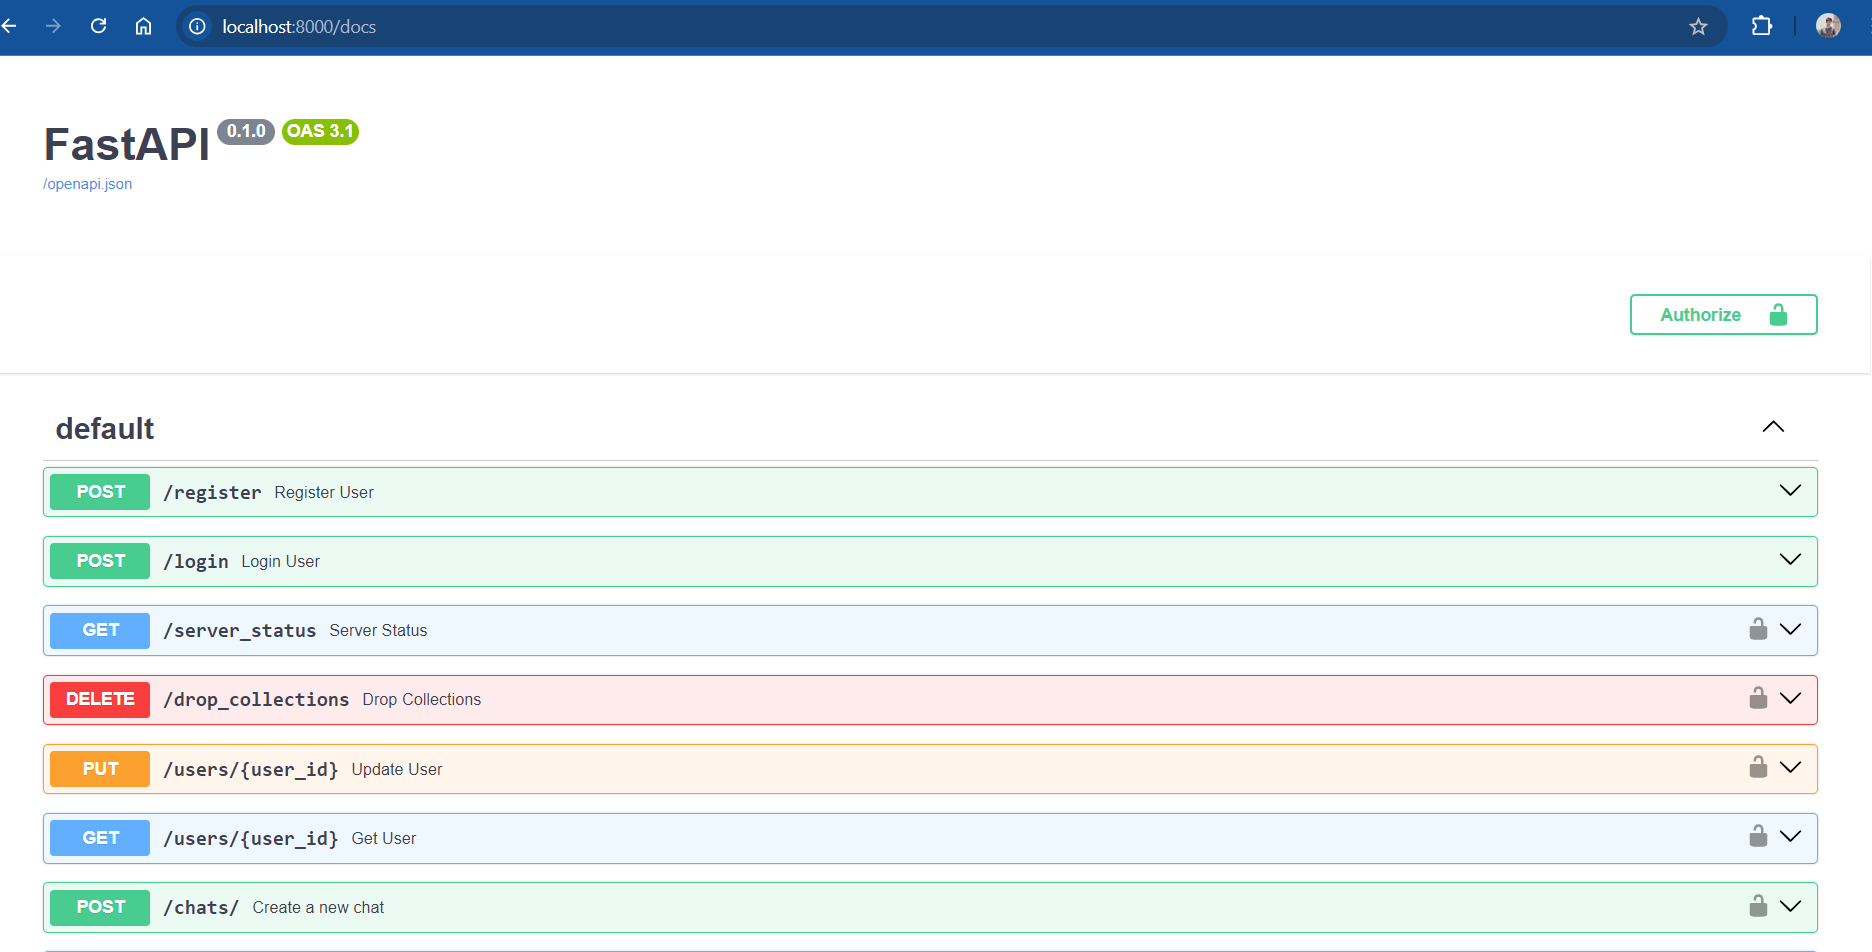 localhost:8000/docs
FastAPI 0.1.0 OAS 3.1
/openapi.json
Authorize
default
POST /register Register User
POST /login Login User
GET /server_status Server Status
DELETE /drop_collections Drop Collections
PUT /users/{user_id} Update User
GET /users/{user_id} Get User
POST /chats/ Create a new chat